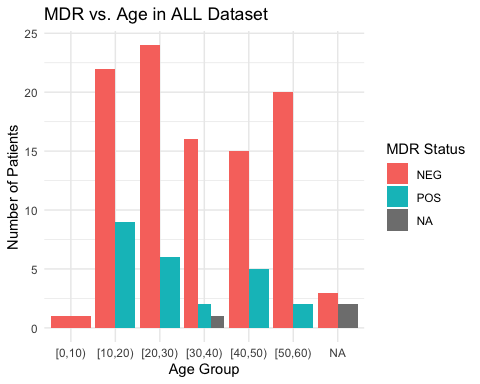 MDR vs. Age in ALL Dataset
Number of Patients
25
20
15
10
5
0
[0,10) [10,20) [20,30) [30,40) [40,50) [50,60) NA
Age Group
MDR Status
NEG
POS
NA